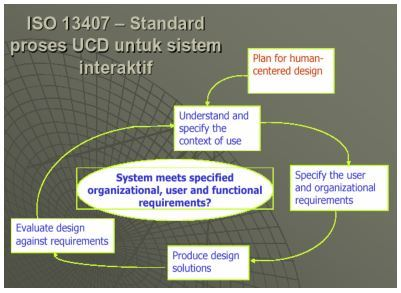 ISO 13407 – Standard
proses UCD untuk sistem
interaktif
Plan for human-
centered design
Understand and
specify the
context of use
Specify the user
and organizational
requirements
System meets specified
organizational, user and functional
requirements?
Evaluate design
against requirements
Produce design
solutions